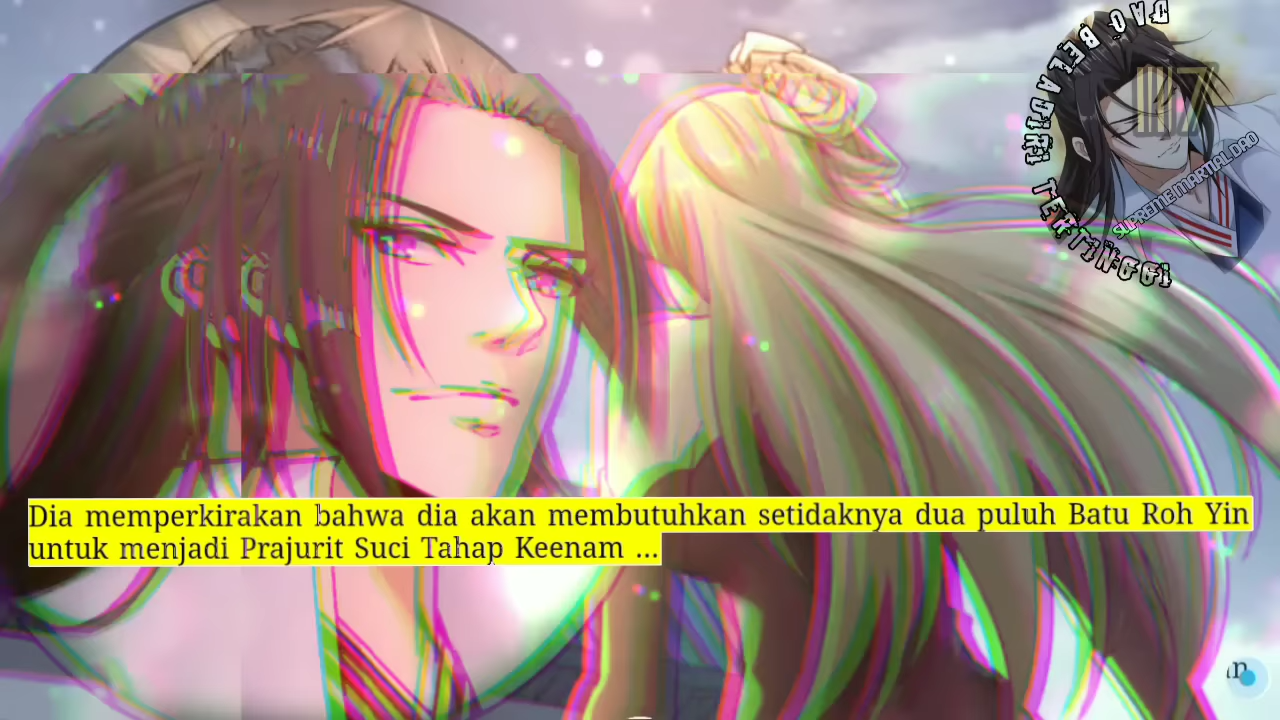 DAO BELADIRI TERTINGGI
SUPREME MARTIAL DAO
Dia memperkirakan bahwa dia akan membutuhkan setidaknya dua puluh Batu Roh Yin
untuk menjadi Prajurit Suci Tahap Keenam ...